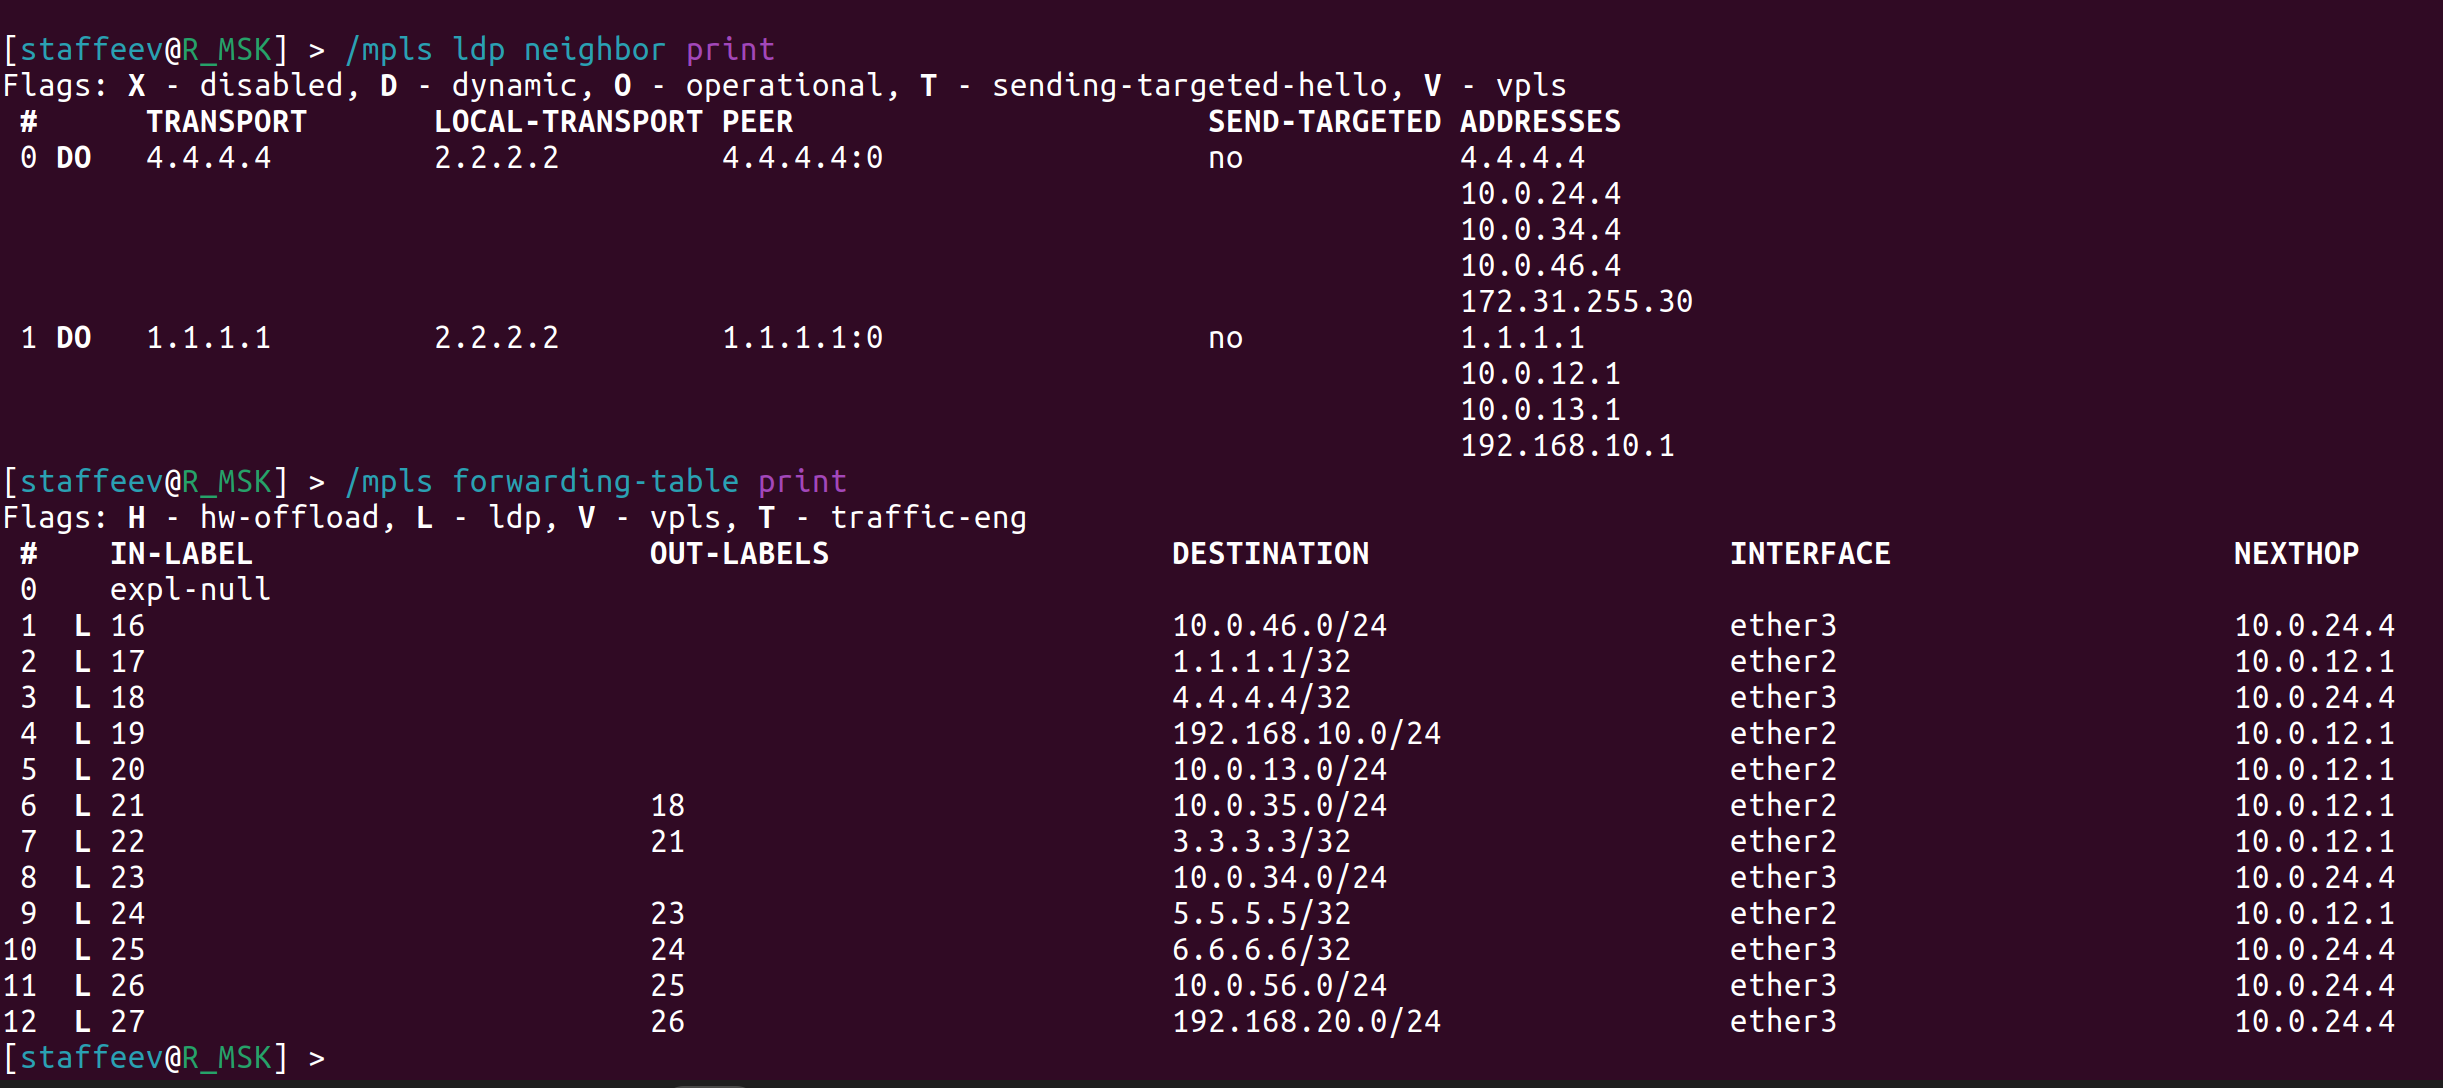 [staffeev@R_MSK] > /mpls ldp neighbor print
Flags: X - disabled, D - dynamic, O - operational, T - sending-targeted-hello, V - vpls
# TRANSPORT LOCAL-TRANSPORT PEER SEND-TARGETED ADDRESSES
0 DO 4.4.4.4 2.2.2.2 4.4.4.4:0 no 4.4.4.4
10.0.24.4
10.0.34.4
10.0.46.4
172.31.255.30
1 DO 1.1.1.1 2.2.2.2 1.1.1.1:0 no 1.1.1.1
10.0.12.1
10.0.13.1
192.168.10.1
[staffeev@R_MSK] > /mpls forwarding-table print
Flags: H - hw-offload, L - ldp, V - vpls, T - traffic-eng
# IN-LABEL OUT-LABELS DESTINATION INTERFACE NEXTHOP
0 expl-null
1 L 16 10.0.46.0/24 ether3 10.0.24.4
2 L 17 1.1.1.1/32 ether2 10.0.12.1
3 L 18 4.4.4.4/32 ether3 10.0.24.4
4 L 19 192.168.10.0/24 ether2 10.0.12.1
5 L 20 10.0.13.0/24 ether2 10.0.12.1
6 L 21 18 10.0.35.0/24 ether2 10.0.12.1
7 L 22 21 3.3.3.3/32 ether2 10.0.12.1
8 L 23 10.0.34.0/24 ether3 10.0.24.4
9 L 24 23 5.5.5.5/32 ether2 10.0.12.1
10 L 25 24 6.6.6.6/32 ether3 10.0.24.4
11 L 26 25 10.0.56.0/24 ether3 10.0.24.4
12 L 27 26 192.168.20.0/24 ether3 10.0.24.4
[staffeev@R_MSK] >